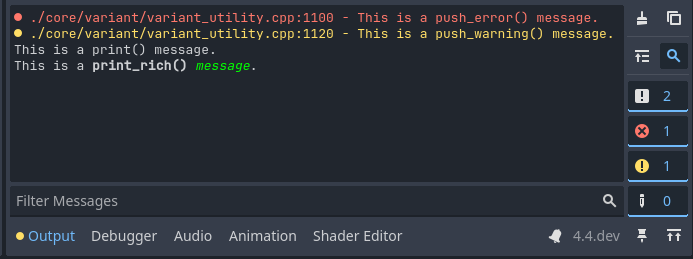 ./core/variant/variant_utility.cpp:1100 - This is a push_error() message.
./core/variant/variant_utility.cpp:1120 - This is a push_warning() message.
This is a print() message.
This is a print_rich() message.
2
1
1
0
Filter Messages
Output Debugger Audio Animation Shader Editor 4.4.dev